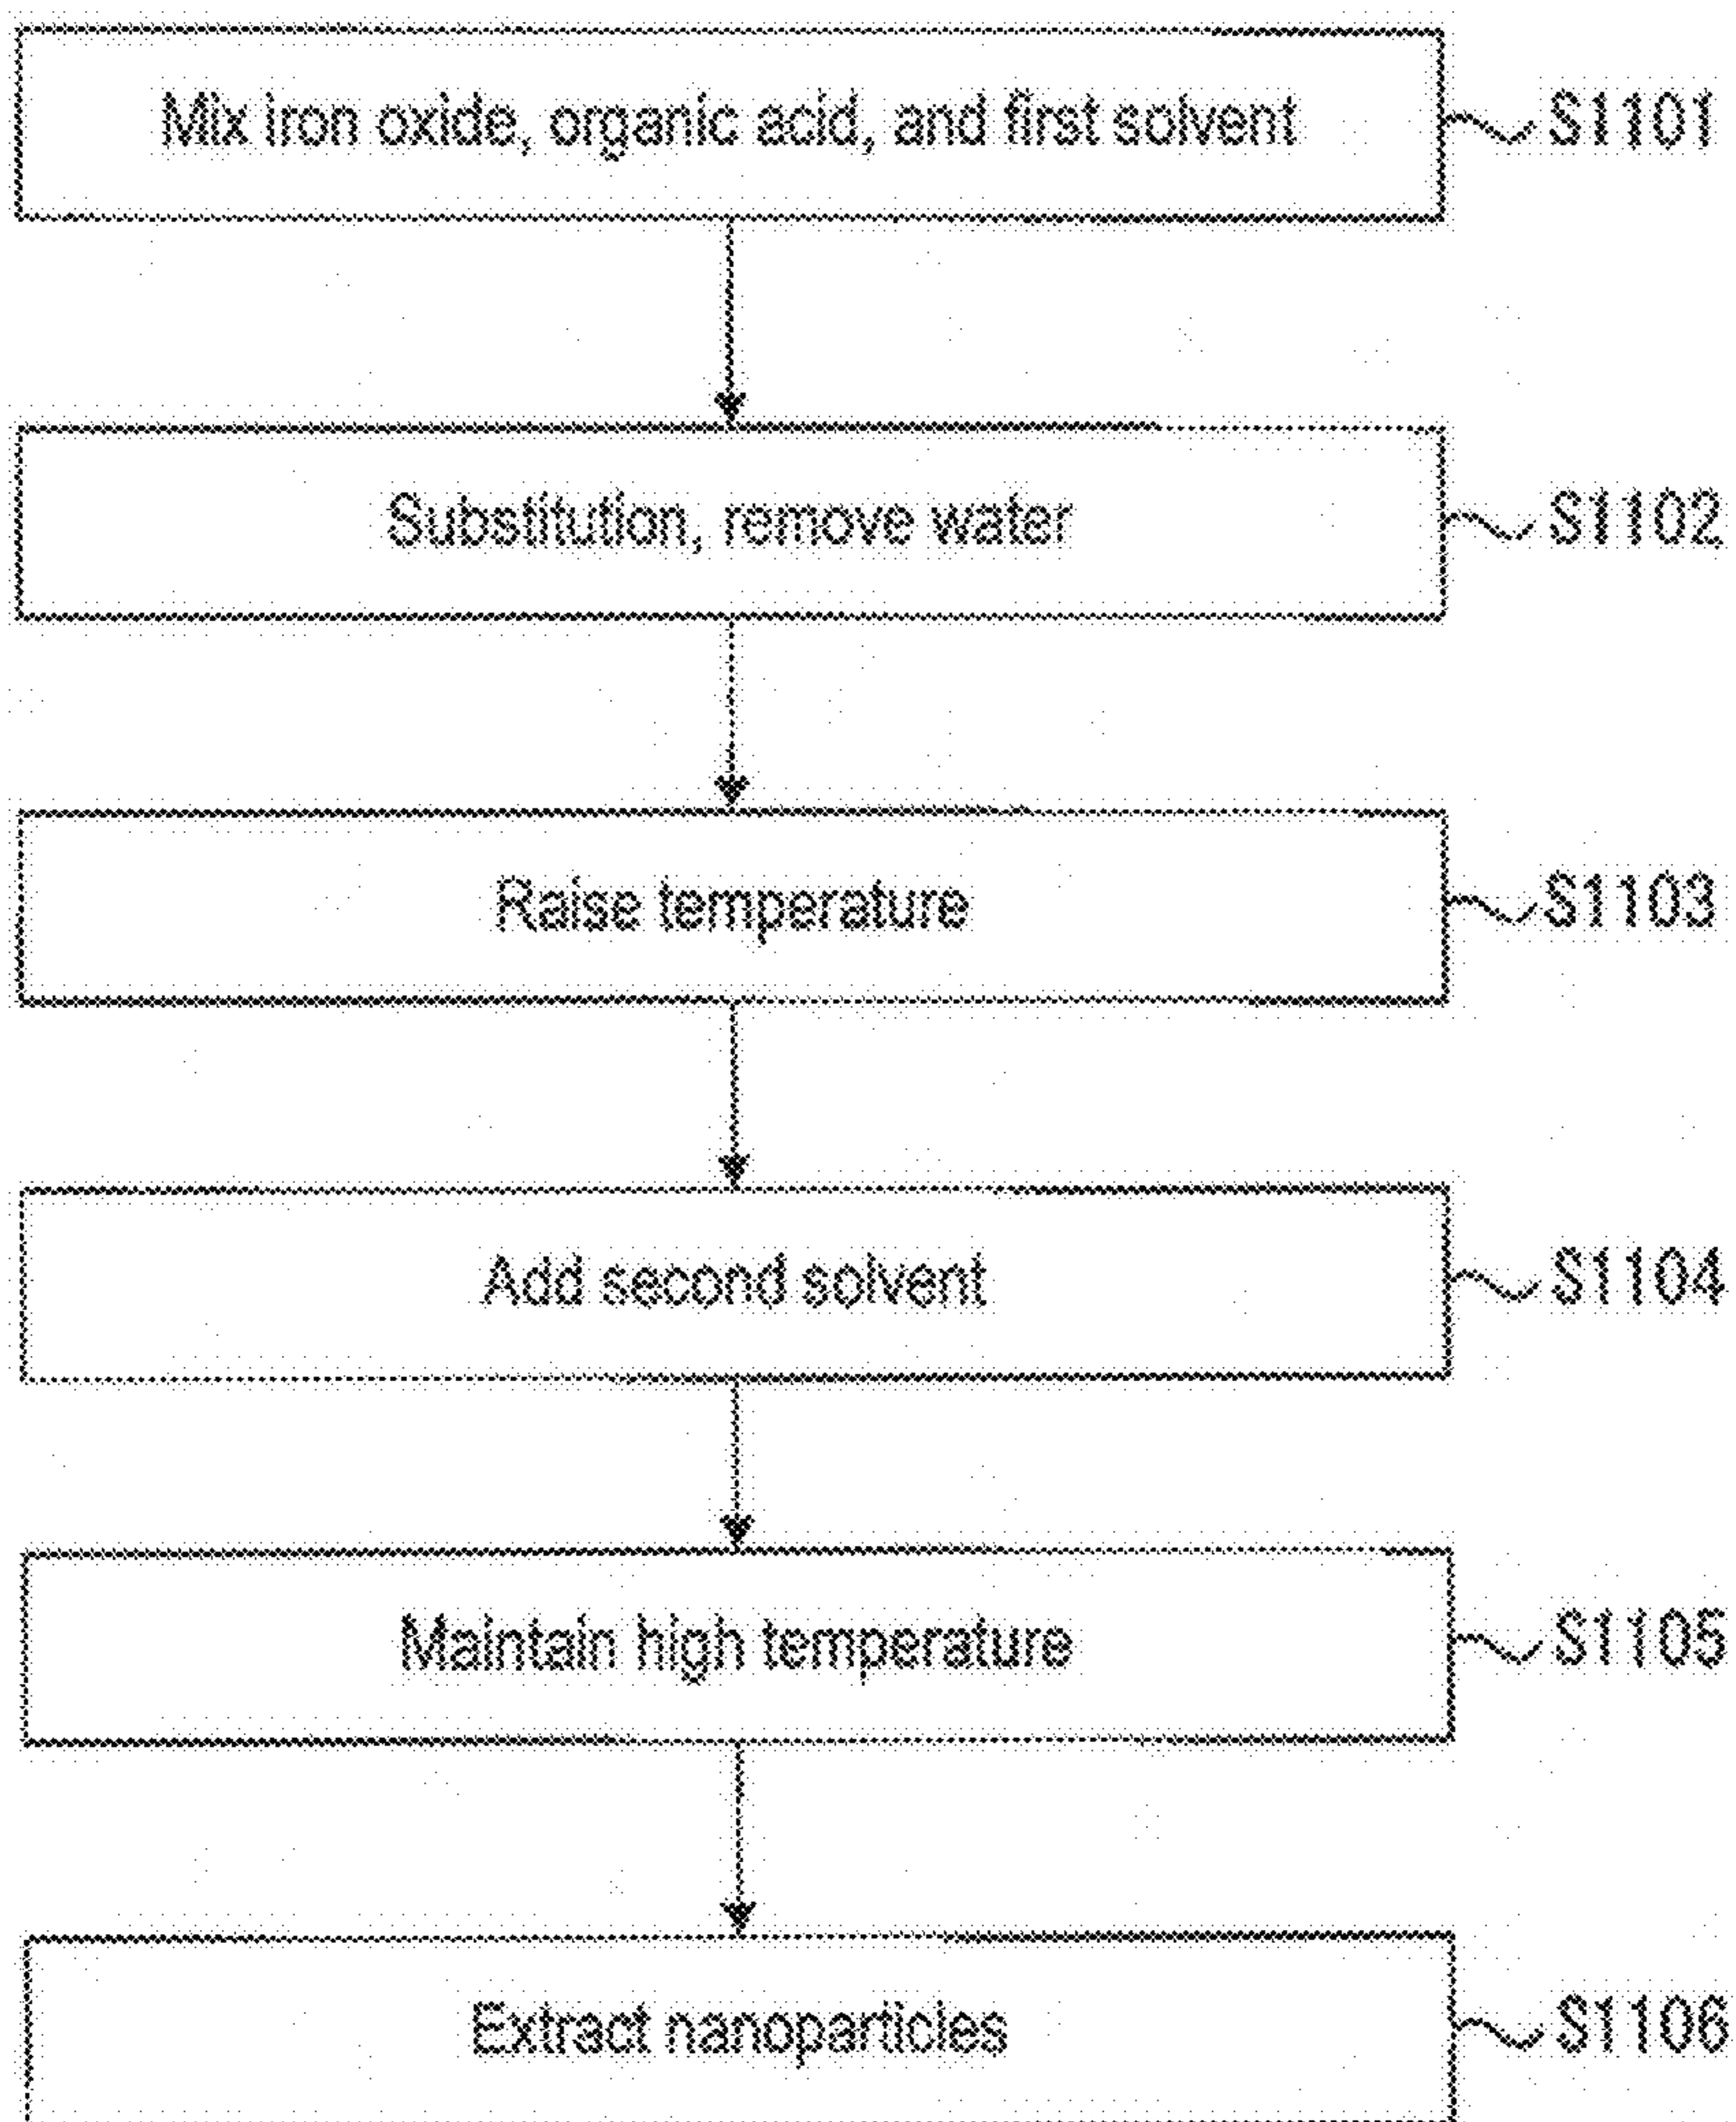 Mix iron oxide, organic acid, and first solvent S1101
Substitution, remove water S1102
Raise temperature S1103
Add second solvent S1104
Maintain high temperature S1105
Extract nanoparticles S1106